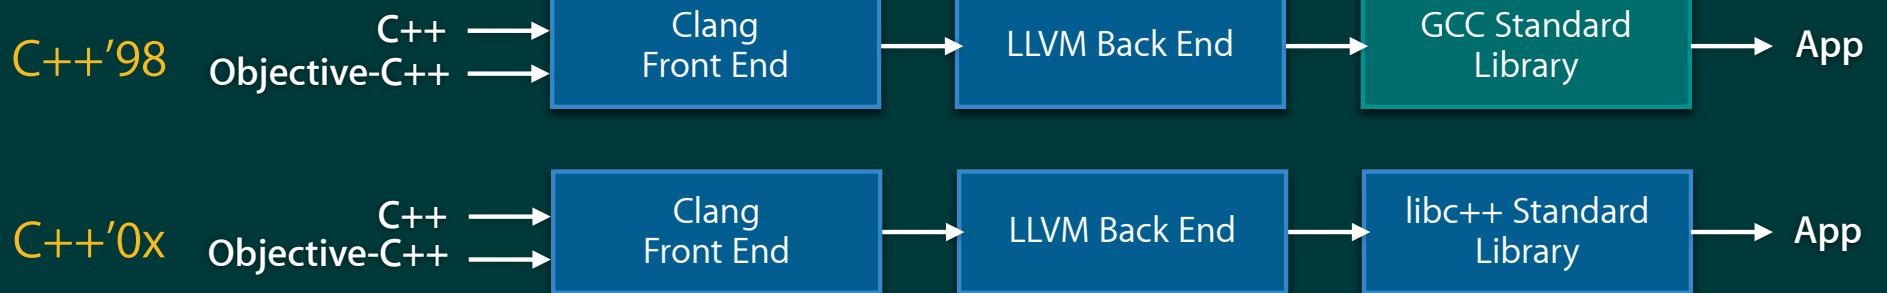 C++’98
C++
Objective-C++
Clang
Front End
LLVM Back End
GCC Standard
Library
App
C++’0x
C++
Objective-C++
Clang
Front End
LLVM Back End
libc++ Standard
Library
App